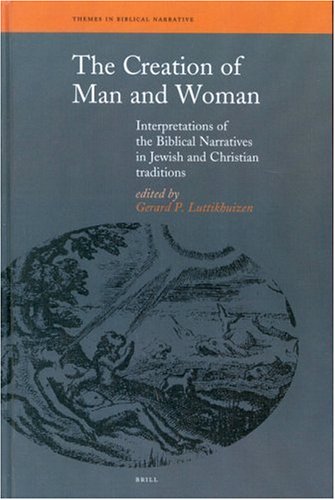 THEMES IN BIBLICAL NARRATIVE
The Creation of
Man and Woman
Interpretations of
the Biblical Narratives
in Jewish and Christian
traditions
edited by
Gerard P. Luttikhuizen
BRILL